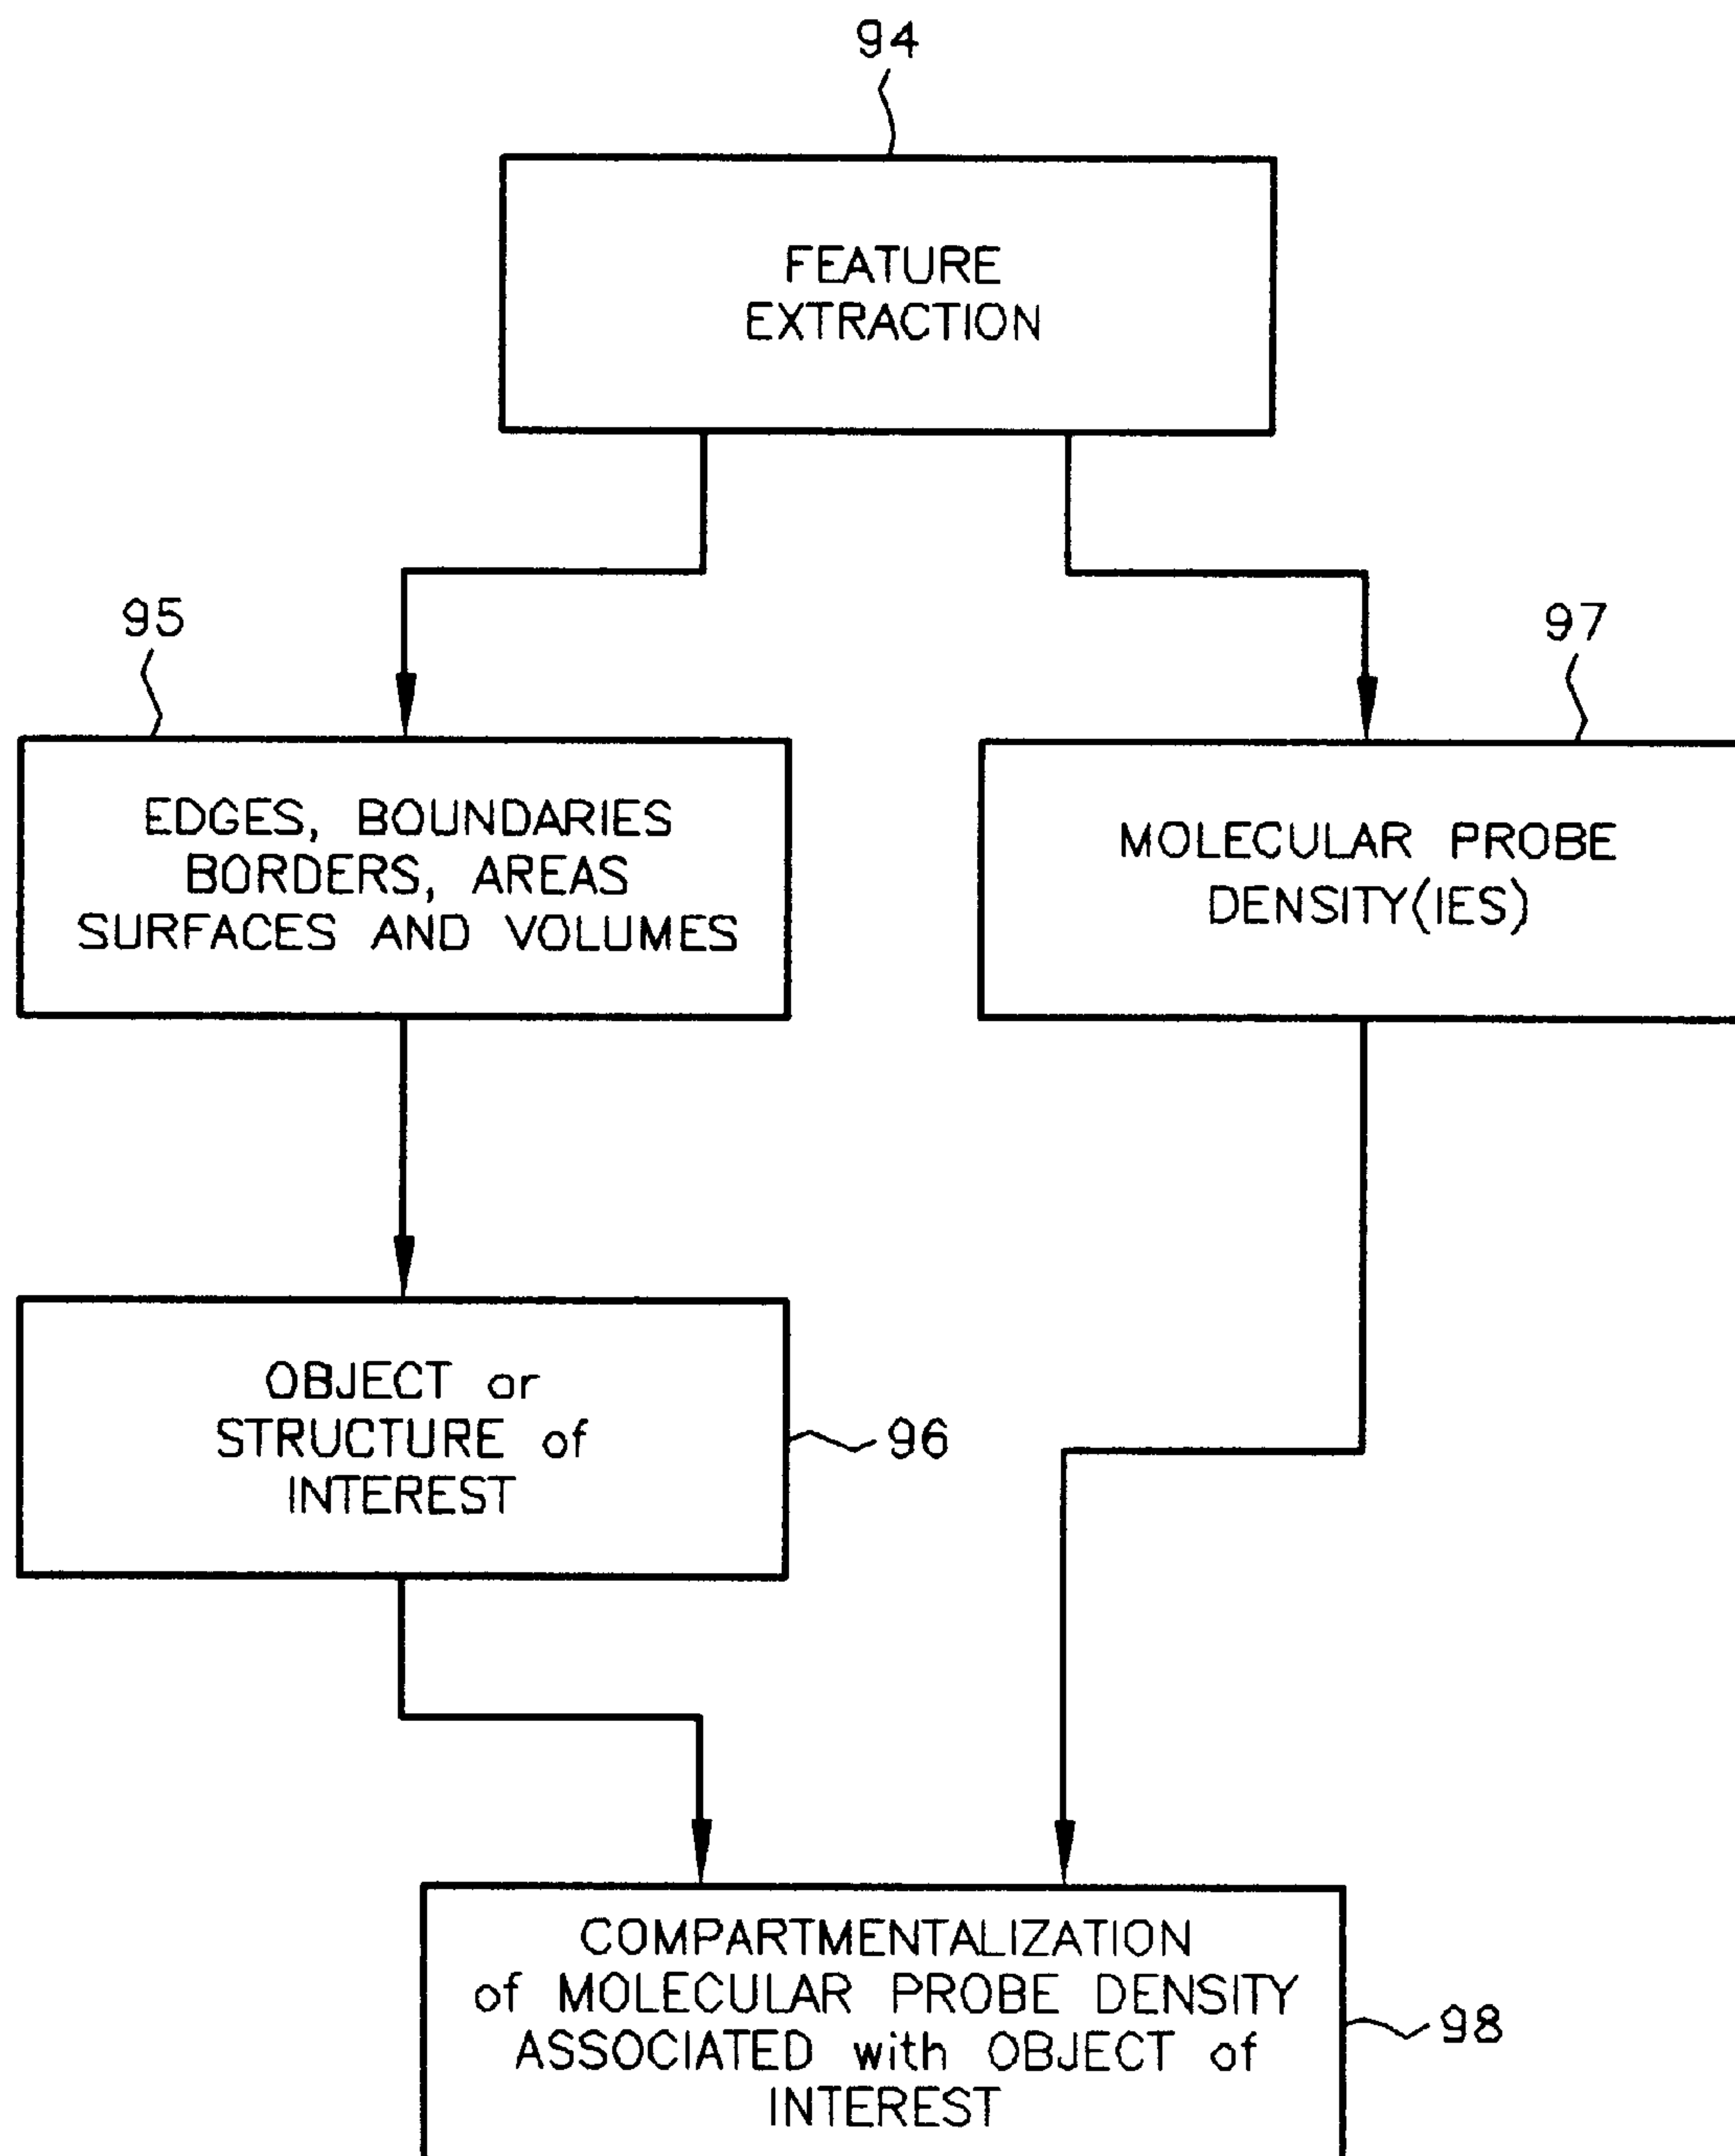 94
FEATURE
EXTRACTION
95
EDGES, BOUNDARIES
BORDERS, AREAS
SURFACES AND VOLUMES
97
MOLECULAR PROBE
DENSITY(IES)
OBJECT or
STRUCTURE of
INTEREST
96
COMPARTMENTALIZATION
of MOLECULAR PROBE DENSITY
ASSOCIATED with OBJECT of
INTEREST
98